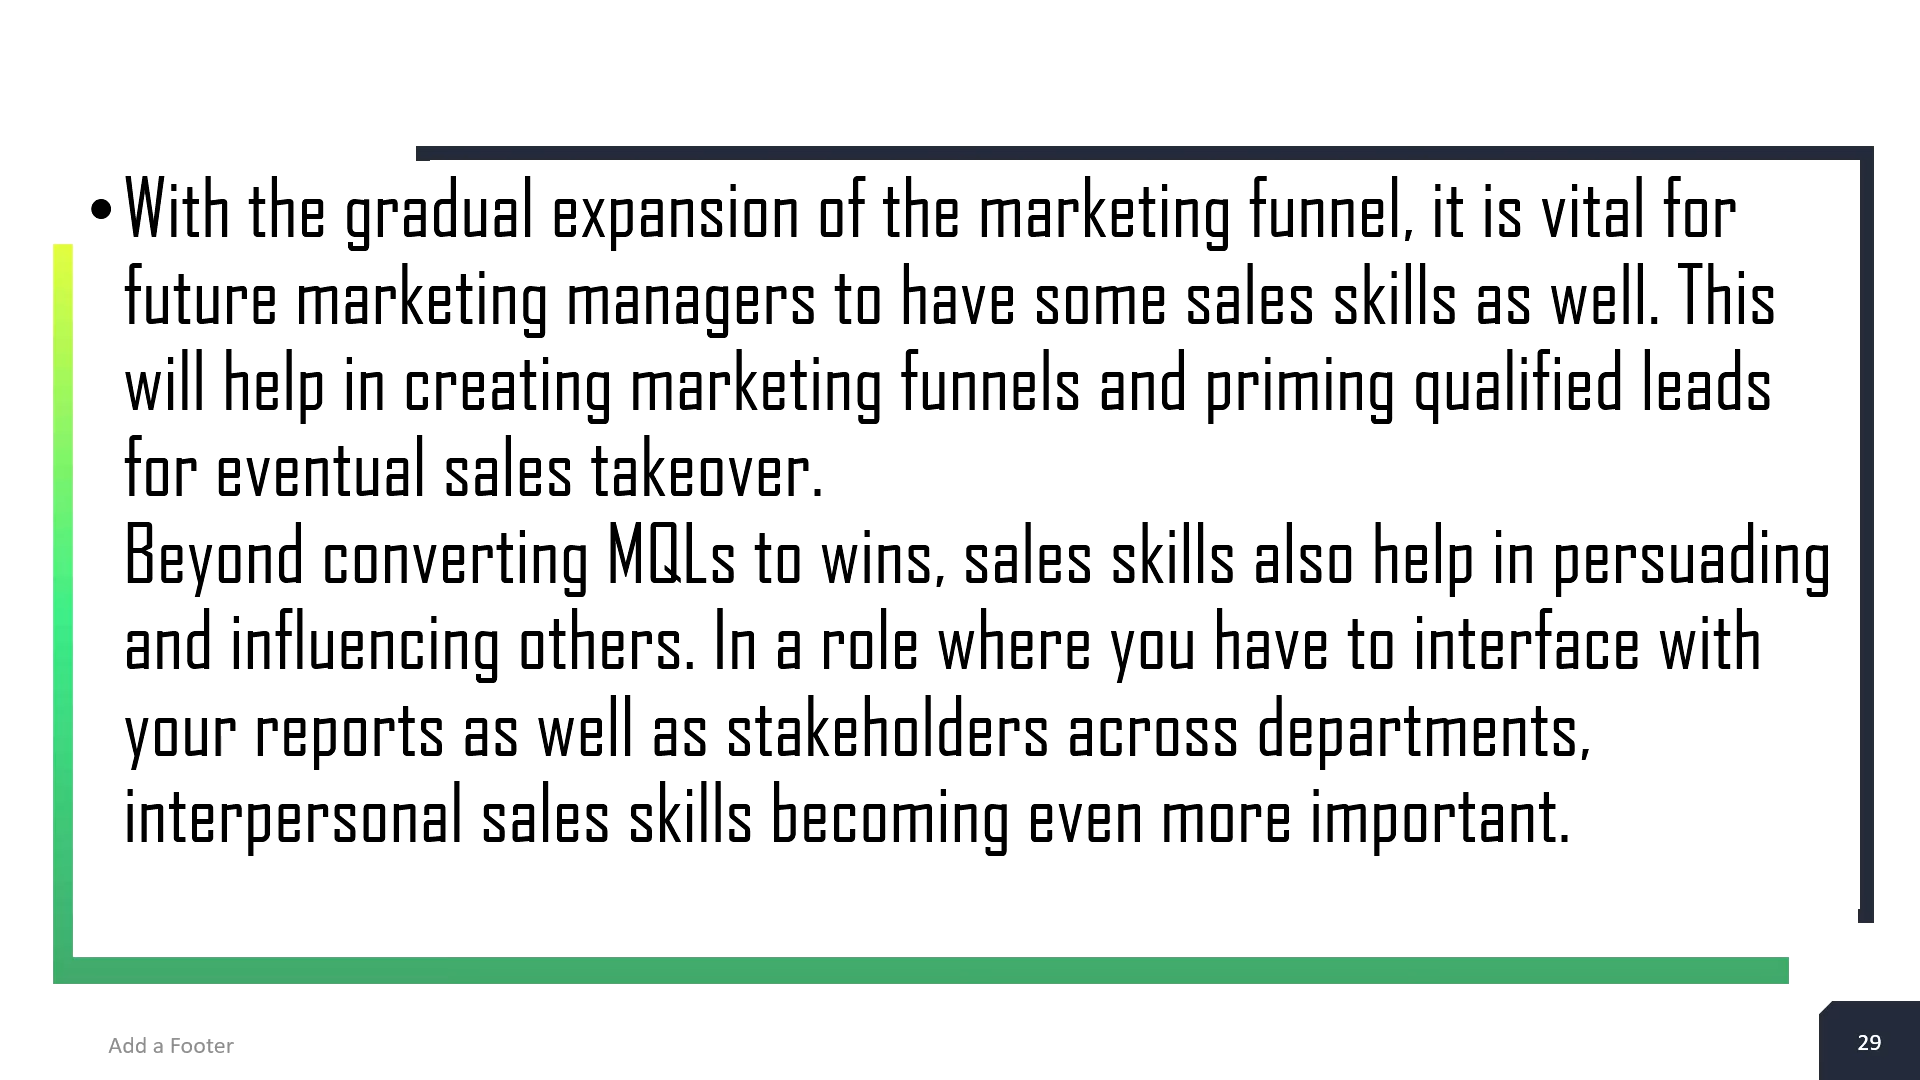 • With the gradual expansion of the marketing funnel, it is vital for
future marketing managers to have some sales skills as well. This
will help in creating marketing funnels and priming qualified leads
for eventual sales takeover.
Beyond converting MQLs to wins, sales skills also help in persuading
and influencing others. In a role where you have to interface with
your reports as well as stakeholders across departments,
interpersonal sales skills becoming even more important.
Add a Footer
29